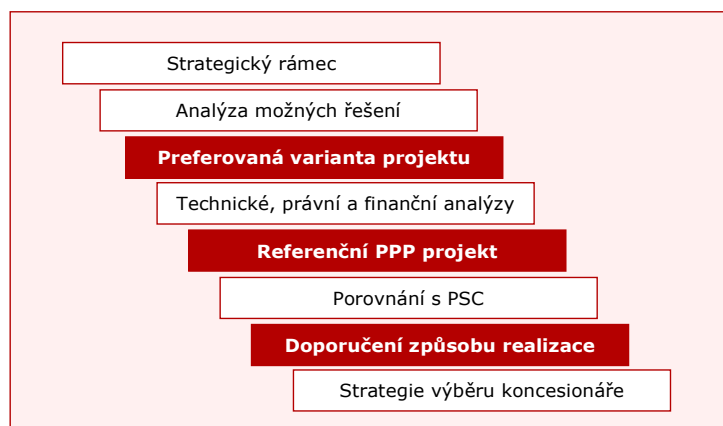 Strategický rámec
Analýza možných řešení
Preferovaná varianta projektu
Technické, právní a finanční analýzy
Referenční PPP projekt
Porovnání s PSC
Doporučení způsobu realizace
Strategie výběru koncesionáře